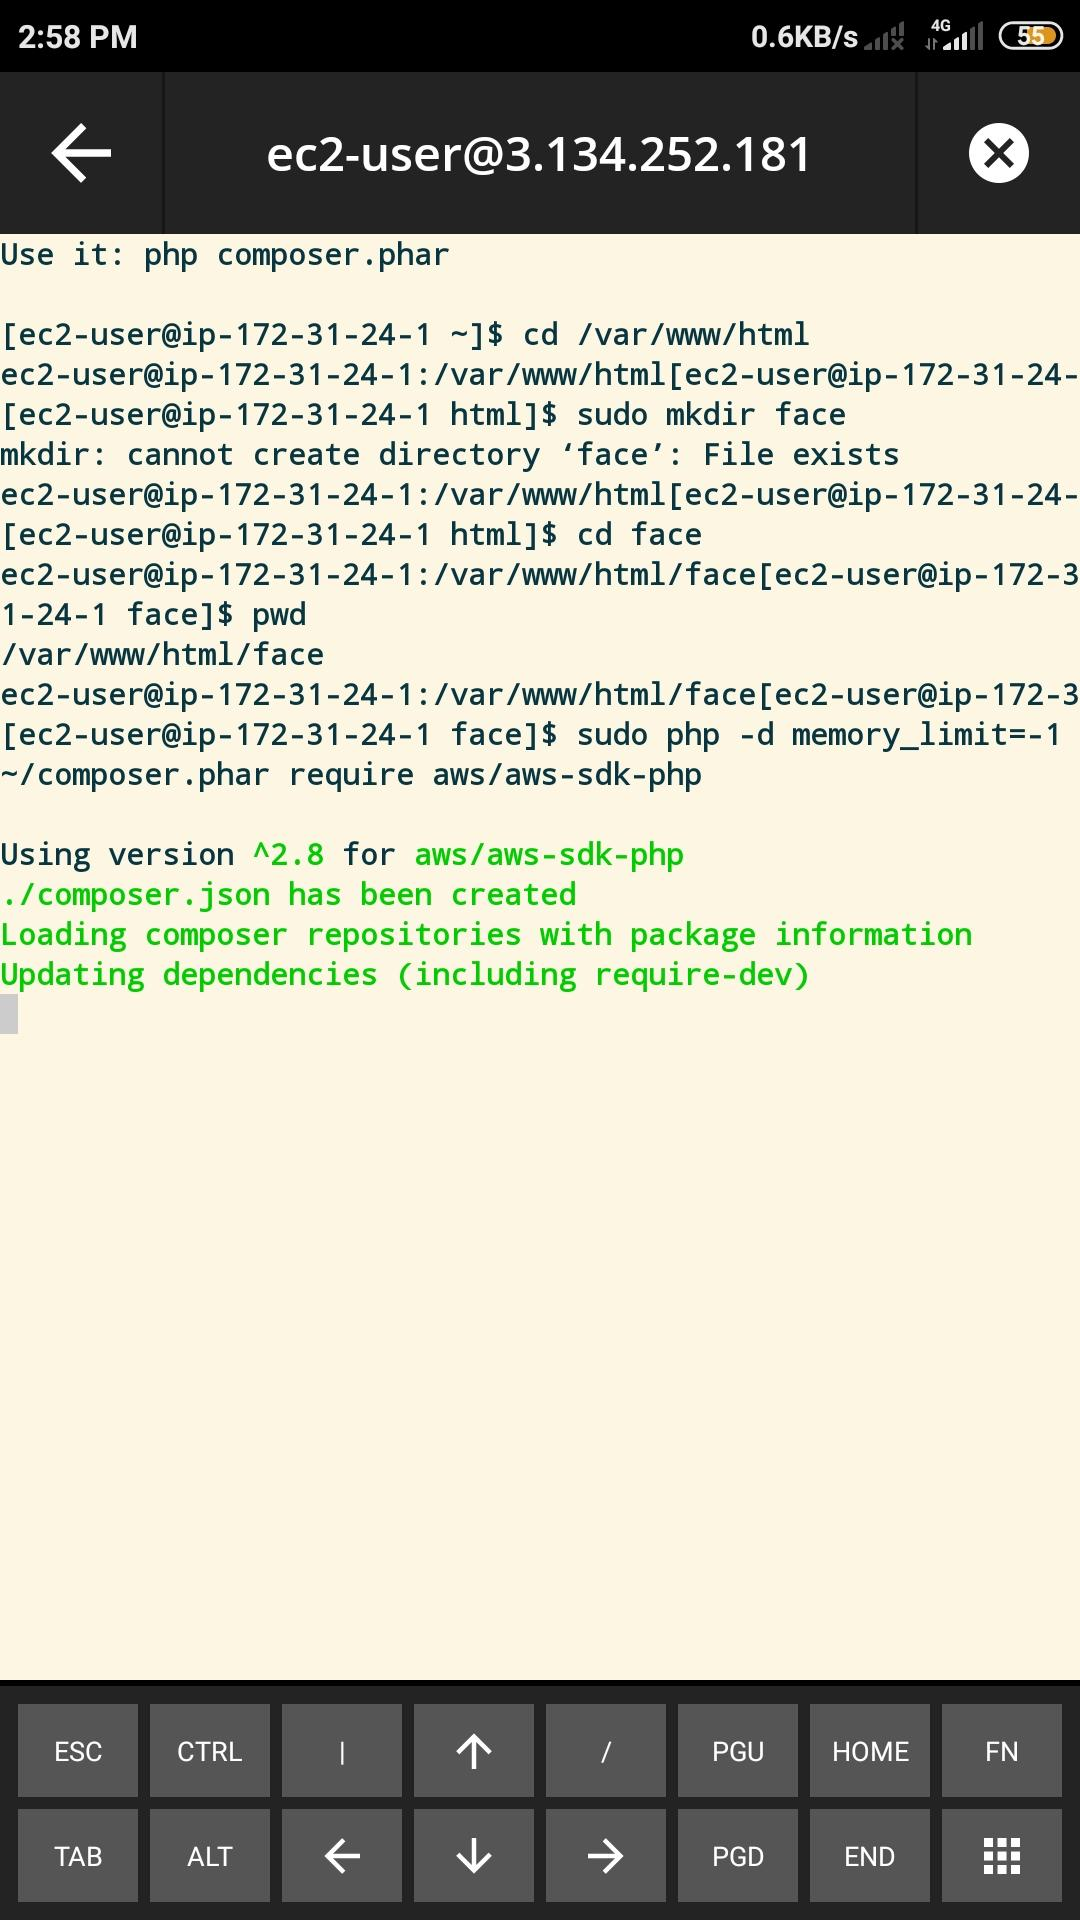 2:58 PM 0.6KB/s 4G 55
ec2-user@3.134.252.181
Use it: php composer.phar
[ec2-user@ip-172-31-24-1 ~]$ cd /var/www/html
ec2-user@ip-172-31-24-1:/var/www/html[ec2-user@ip-172-31-24-
[ec2-user@ip-172-31-24-1 html]$ sudo mkdir face
mkdir: cannot create directory ‘face’: File exists
ec2-user@ip-172-31-24-1:/var/www/html[ec2-user@ip-172-31-24-
[ec2-user@ip-172-31-24-1 html]$ cd face
ec2-user@ip-172-31-24-1:/var/www/html/face[ec2-user@ip-172-3
1-24-1 face]$ pwd
/var/www/html/face
ec2-user@ip-172-31-24-1:/var/www/html/face[ec2-user@ip-172-3
[ec2-user@ip-172-31-24-1 face]$ sudo php -d memory_limit=-1
~/composer.phar require aws/aws-sdk-php
Using version ^2.8 for aws/aws-sdk-php
./composer.json has been created
Loading composer repositories with package information
Updating dependencies (including require-dev)
ESC CTRL | ↑ / PGU HOME FN
TAB ALT ← ↓ → PGD END